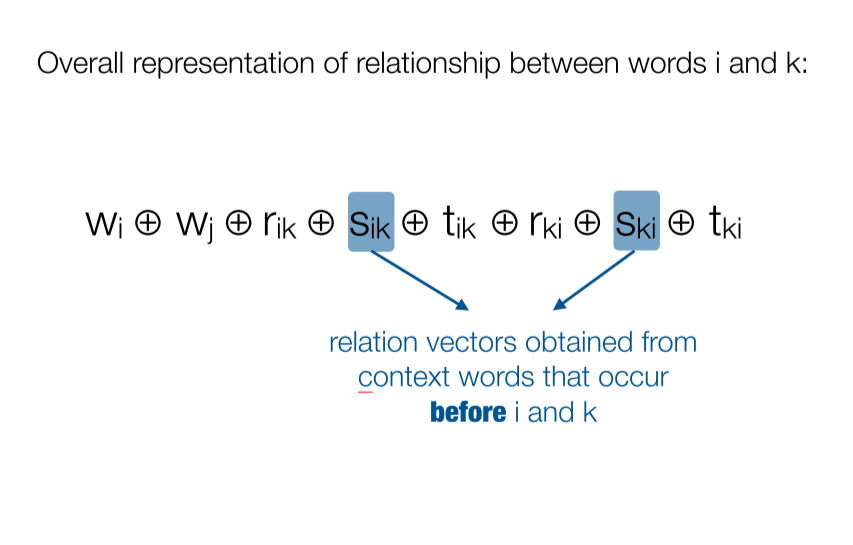 Overall representation of relationship between words i and k:
wᵢ ⊕ wⱼ ⊕ rᵢₖ ⊕ sᵢₖ ⊕ tᵢₖ ⊕ rₖᵢ ⊕ sₖᵢ ⊕ tₖᵢ
relation vectors obtained from
context words that occur
before i and k